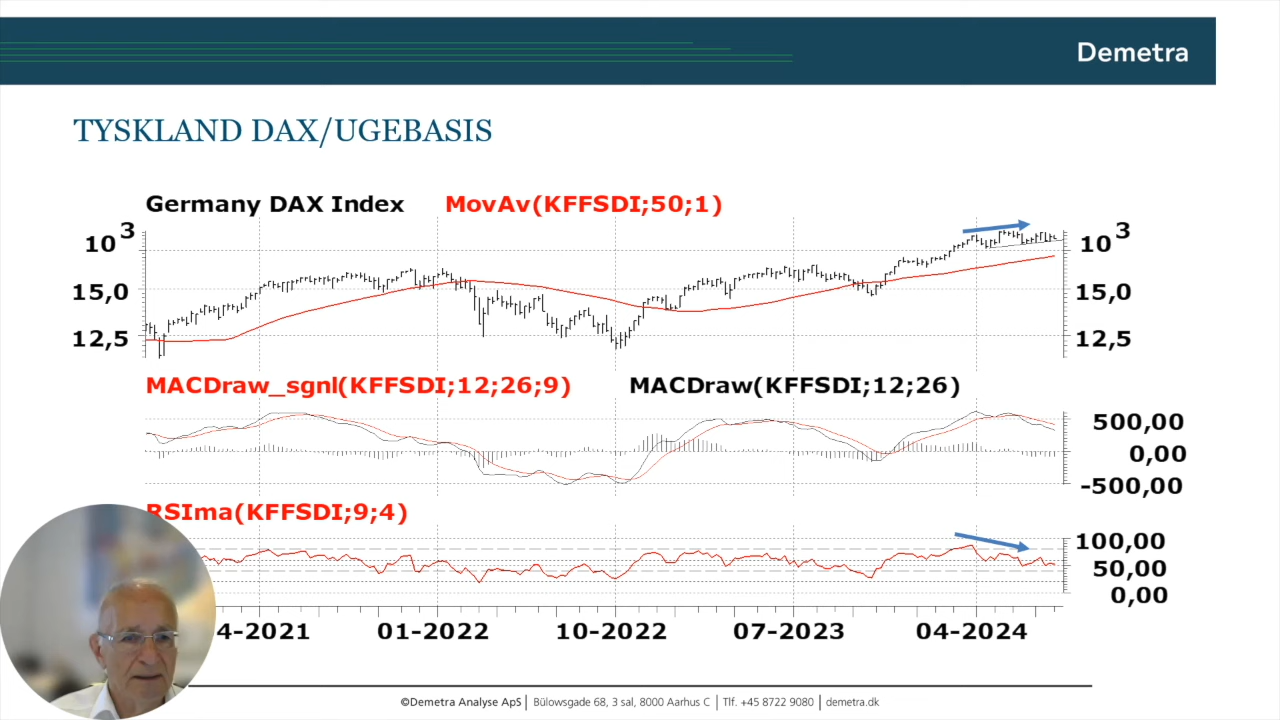 Demetra
TYSKLAND DAX/UGEBASIS
Germany DAX Index MovAv(KFFSDI;50;1)
10³ 10³
15,0 15,0
12,5 12,5
MACDraw_sgnl(KFFSDI;12;26;9) MACDraw(KFFSDI;12;26)
500,00
0,00
-500,00
RSIma(KFFSDI;9;4)
100,00
50,00
0,00
4-2021 01-2022 10-2022 07-2023 04-2024
©Demetra Analyse ApS | Bülowsgade 68, 3 sal, 8000 Aarhus C | Tlf. +45 8722 9080 | demetra.dk